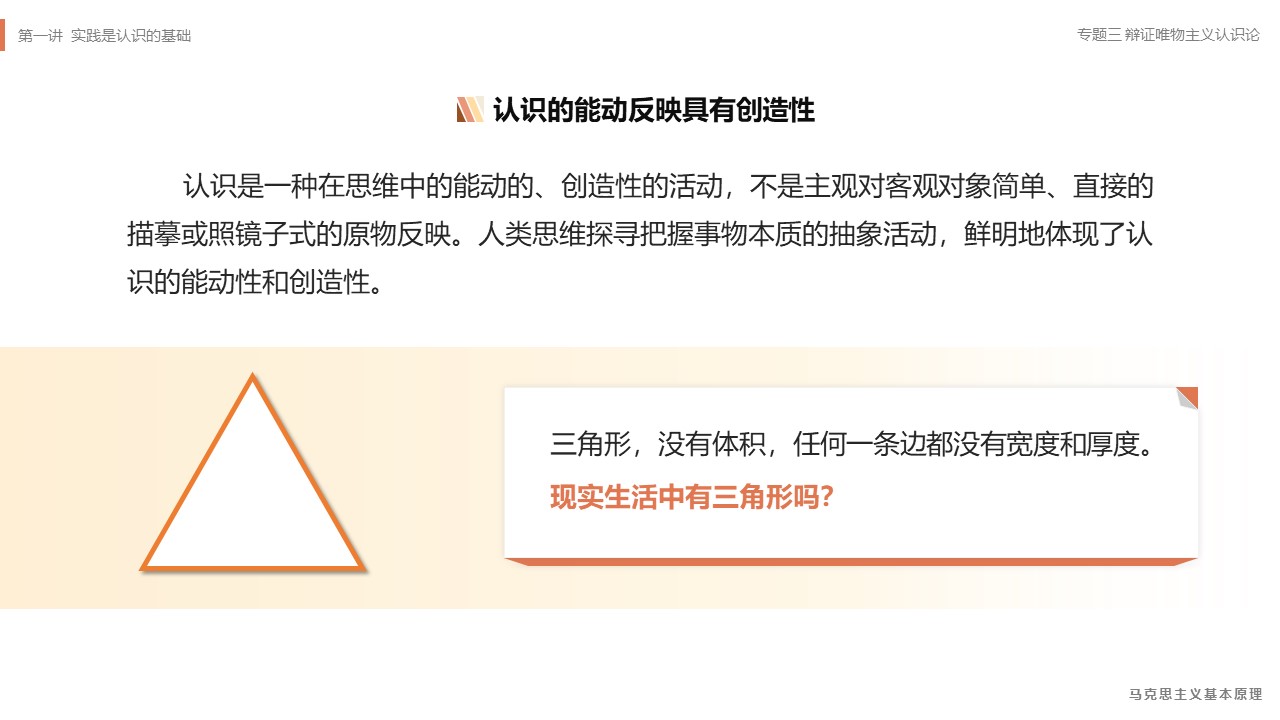 第一讲 实践是认识的基础
专题三 辩证唯物主义认识论
认识的能动反映具有创造性
认识是一种在思维中的能动的、创造性的活动，不是主观对客观对象简单、直接的
描摹或照镜子式的原物反映。人类思维探寻把握事物本质的抽象活动，鲜明地体现了认
识的能动性和创造性。
三角形，没有体积，任何一条边都没有宽度和厚度。
现实生活中有三角形吗？
马克思主义基本原理